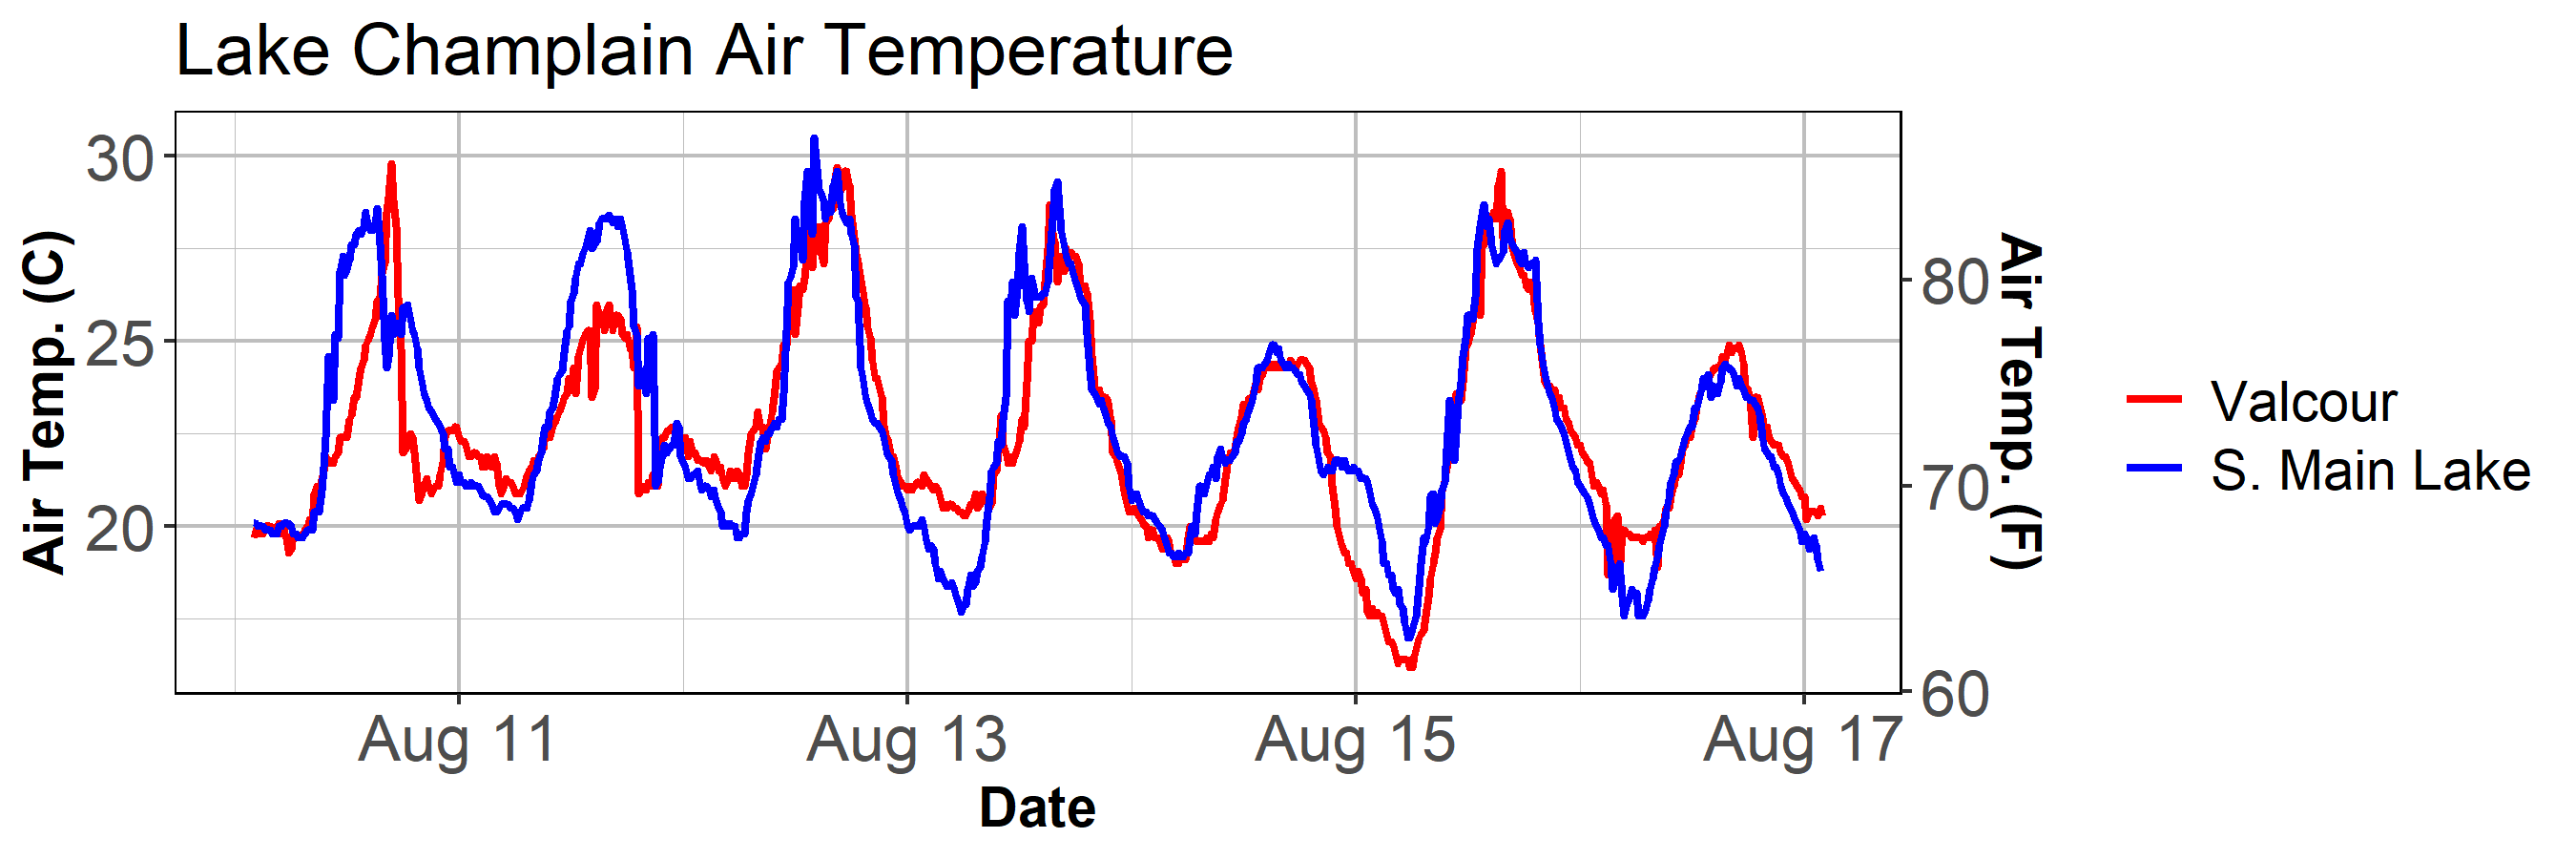 Lake Champlain Air Temperature
30
25
20
Air Temp. (C)
80
70
60
Air Temp. (F)
Aug 11
Aug 13
Aug 15
Aug 17
Date
Valcour
S. Main Lake